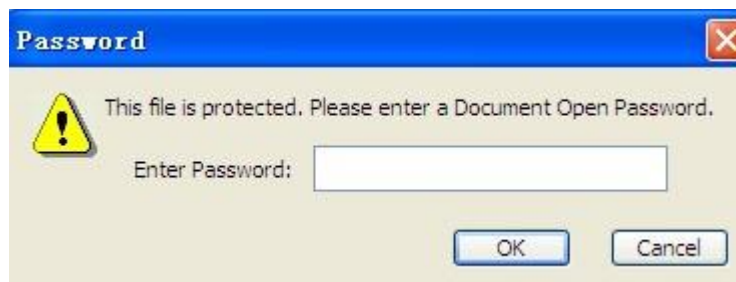 Password
This file is protected. Please enter a Document Open Password.
Enter Password:
OK Cancel